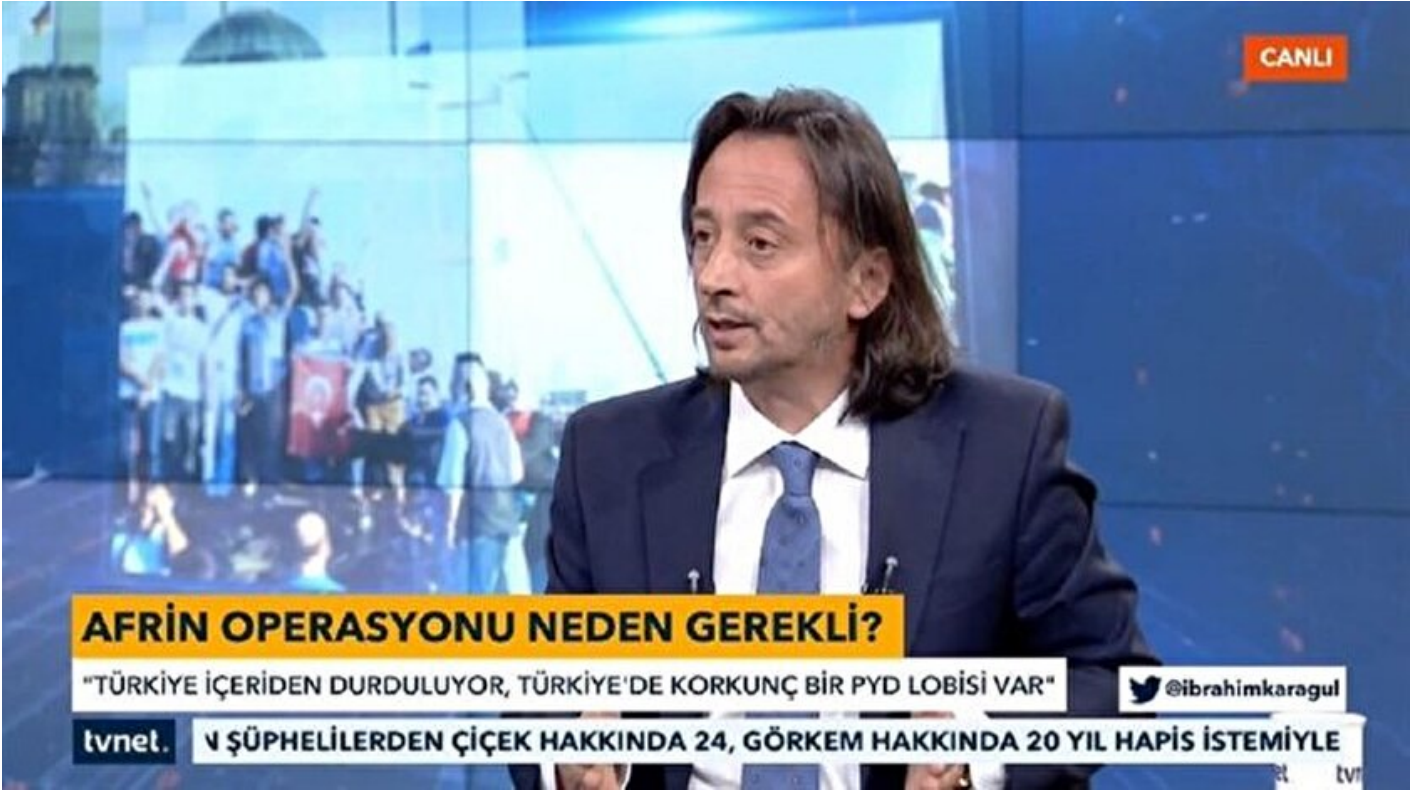 CANLI
AFRİN OPERASYONU NEDEN GEREKLİ?
"TÜRKİYE İÇERİDEN DURDULUYOR, TÜRKİYE'DE KORKUNÇ BİR PYD LOBİSİ VAR"
@ibrahimkaragul
tvnet.
N ŞÜPHELİLERDEN ÇİÇEK HAKKINDA 24, GÖRKEM HAKKINDA 20 YIL HAPİS İSTEMİYLE